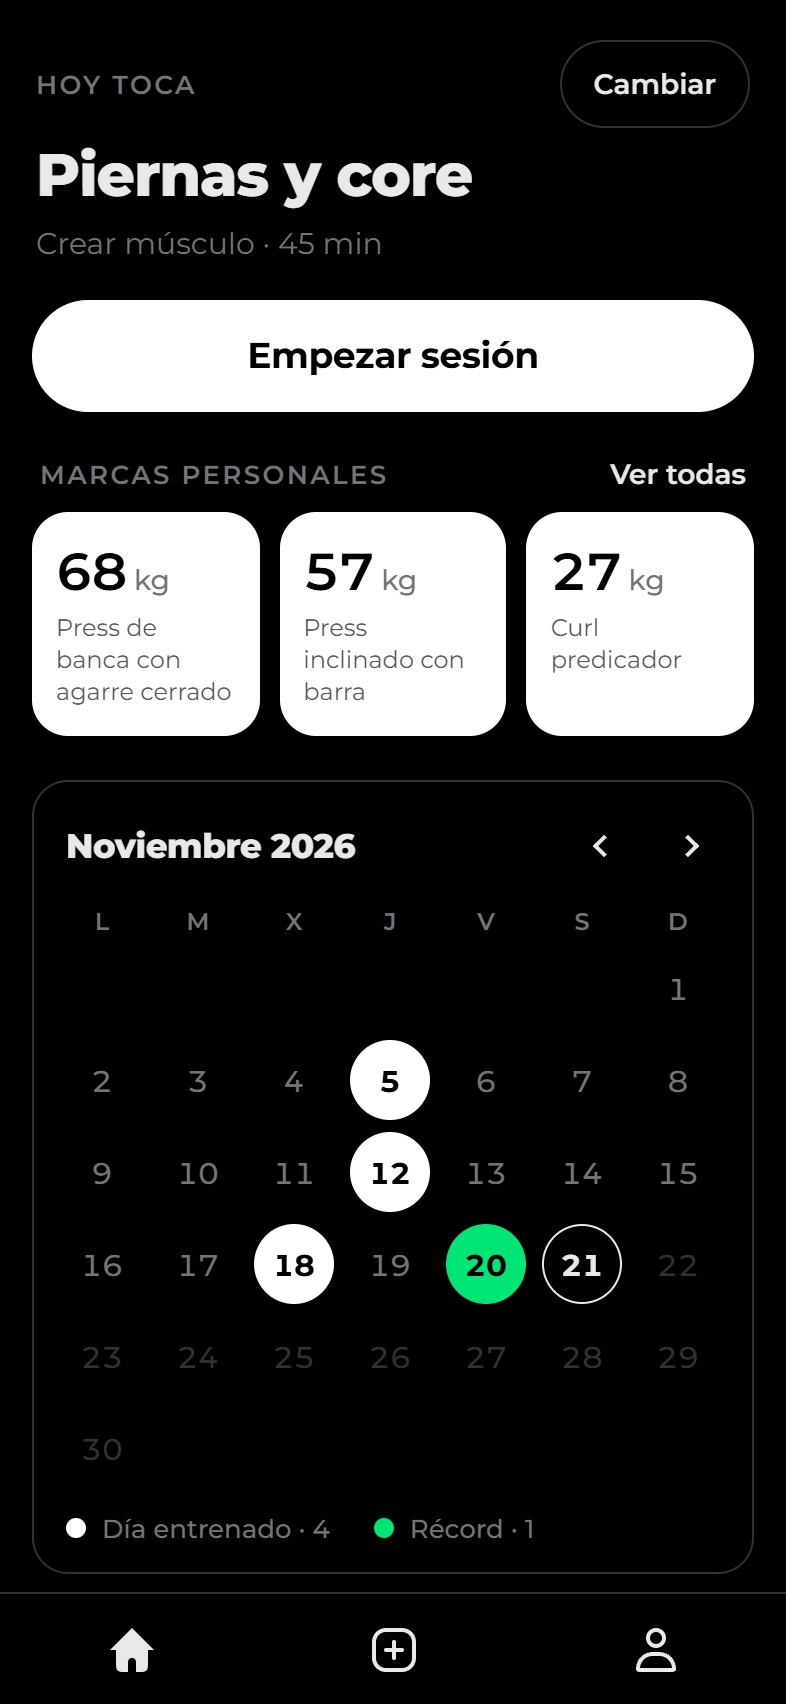 HOY TOCA
Cambiar
Piernas y core
Crear músculo · 45 min
Empezar sesión
MARCAS PERSONALES
Ver todas
68 kg
Press de
banca con
agarre cerrado
57 kg
Press
inclinado con
barra
27 kg
Curl
predicador
Noviembre 2026
L M X J V S D
1
2 3 4 5 6 7 8
9 10 11 12 13 14 15
16 17 18 19 20 21 22
23 24 25 26 27 28 29
30
Día entrenado · 4
Récord · 1